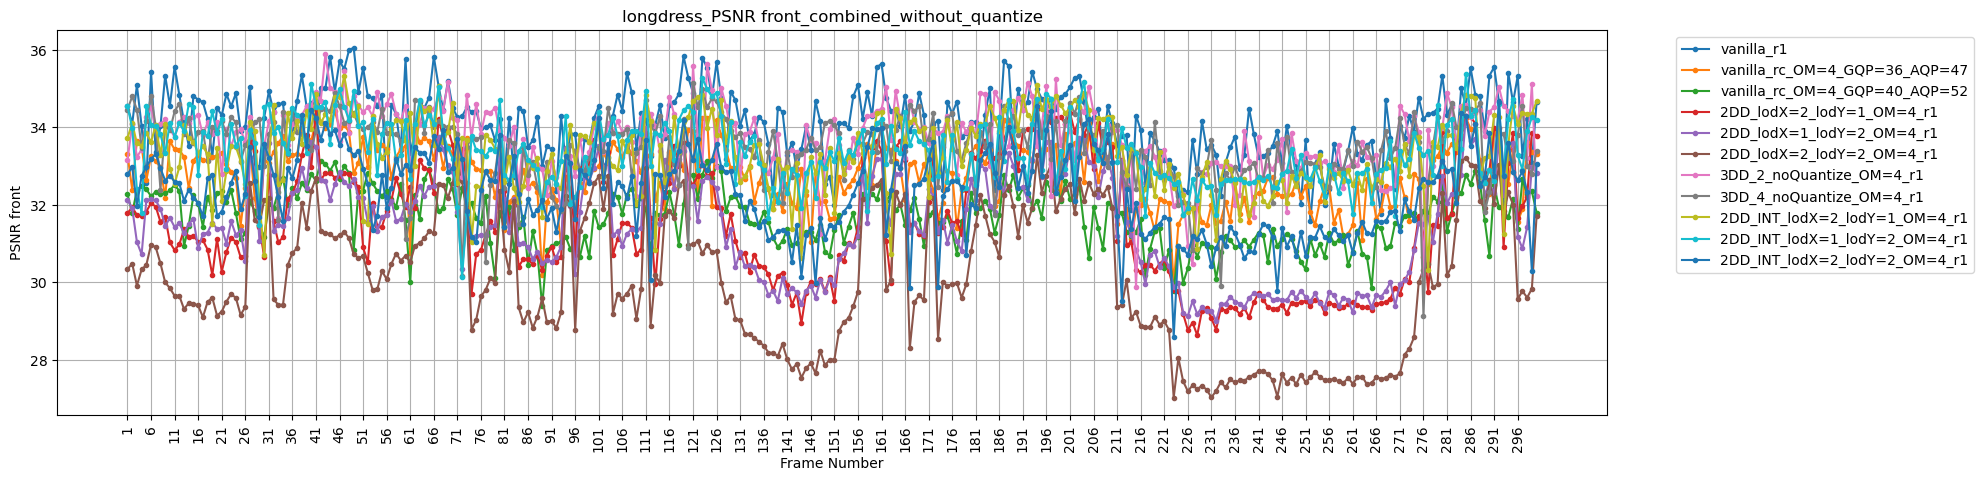 longdress_PSNR front_combined_without_quantize
PSNR front
36
34
32
30
28
1 6 11 16 21 26 31 36 41 46 51 56 61 66 71 76 81 86 91 96 101 106 111 116 121 126 131 136 141 146 151 156 161 166 171 176 181 186 191 196 201 206 211 216 221 226 231 236 241 246 251 256 261 266 271 276 281 286 291 296
Frame Number
vanilla_r1
vanilla_rc_OM=4_GQP=36_AQP=47
vanilla_rc_OM=4_GQP=40_AQP=52
2DD_lodX=2_lodY=1_OM=4_r1
2DD_lodX=1_lodY=2_OM=4_r1
2DD_lodX=2_lodY=2_OM=4_r1
3DD_2_noQuantize_OM=4_r1
3DD_4_noQuantize_OM=4_r1
2DD_INT_lodX=2_lodY=1_OM=4_r1
2DD_INT_lodX=1_lodY=2_OM=4_r1
2DD_INT_lodX=2_lodY=2_OM=4_r1